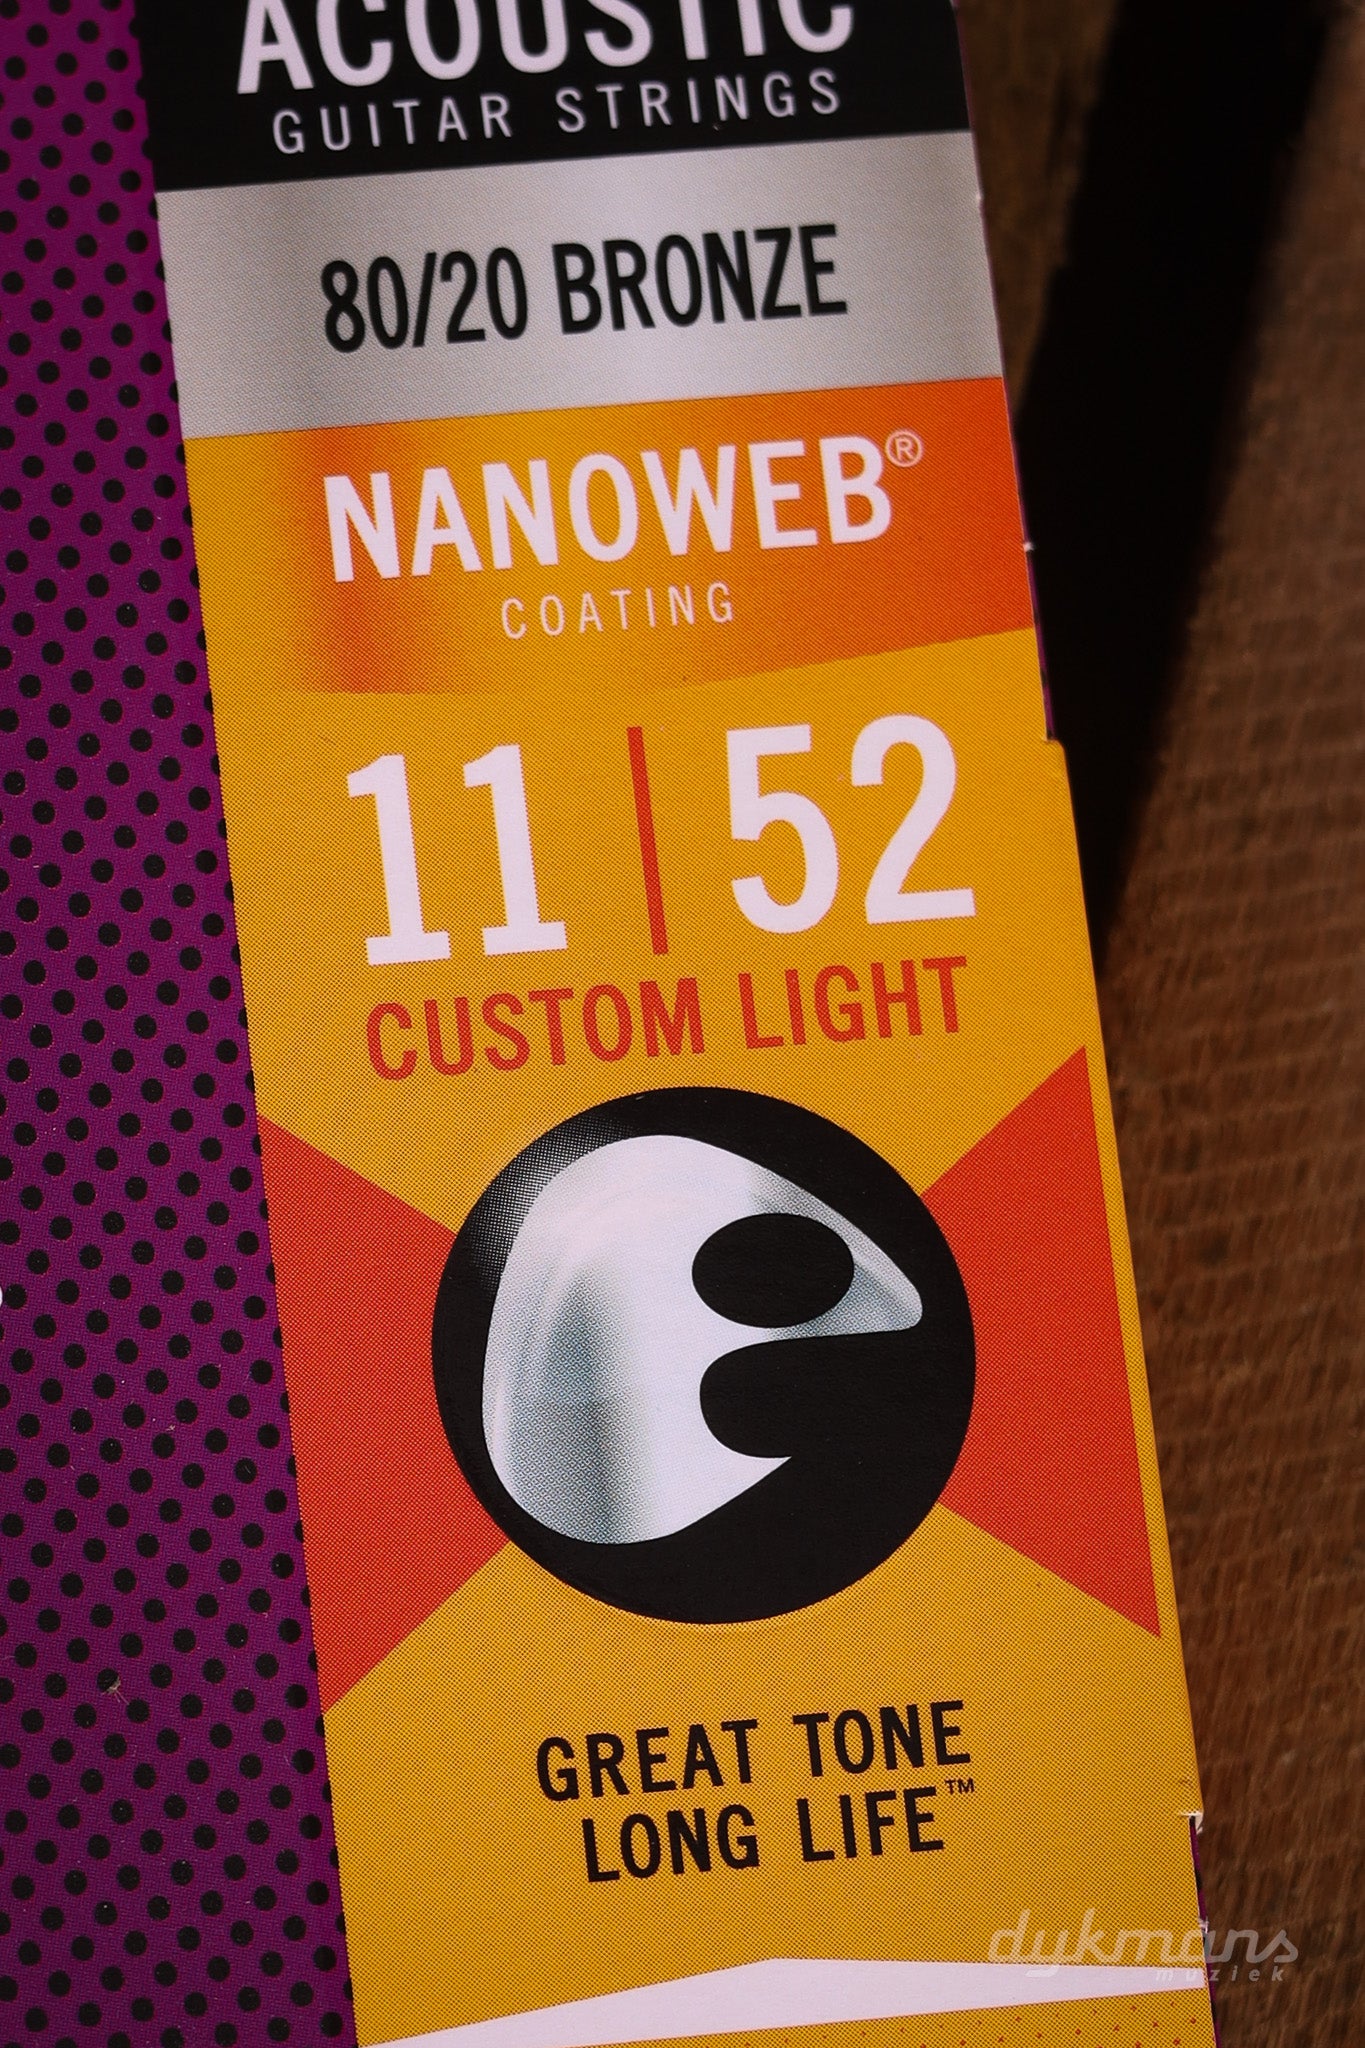 ACOUSTIC
GUITAR STRINGS
80/20 BRONZE
NANOWEB®
COATING
11 | 52
CUSTOM LIGHT
GREAT TONE
LONG LIFE™
dykmans
muziek